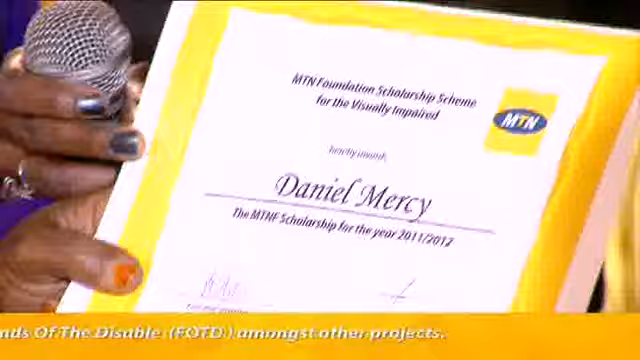 MTN Foundation Scholarship Scheme
for the Visually Impaired
MTN
hereby awards
Daniel Mercy
The MTNF Scholarship for the year 2011/2012
nds Of The Disable (FOTD) amongst other projects.